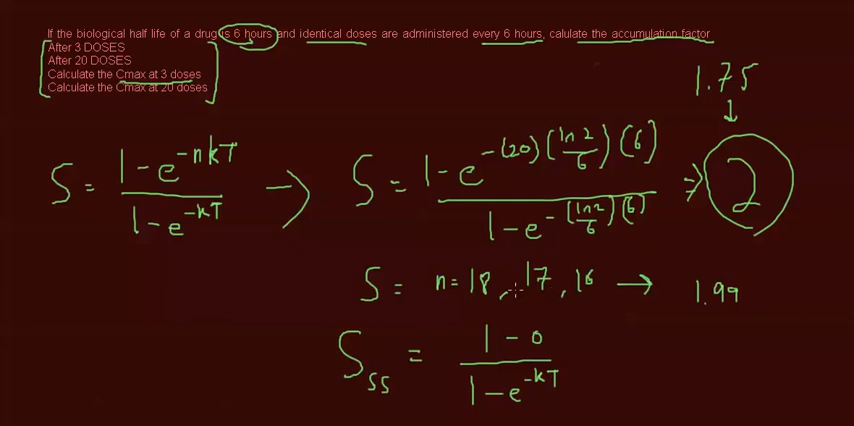 If the biological half life of a drug is 6 hours and identical doses are administered every 6 hours, calulate the accumulation factor
After 3 DOSES
After 20 DOSES
Calculate the Cmax at 3 doses
Calculate the Cmax at 20 doses
1.75 ↓
S = (1 - e^{-nkT}) / (1 - e^{-kT}) → S = (1 - e^{-(20)(ln2/6)(6)}) / (1 - e^{-(ln2/6)(6)}) ⇒ 2
S = n = 18, 17, 16 → 1.99
S_{ss} = (1 - 0) / (1 - e^{-kT})